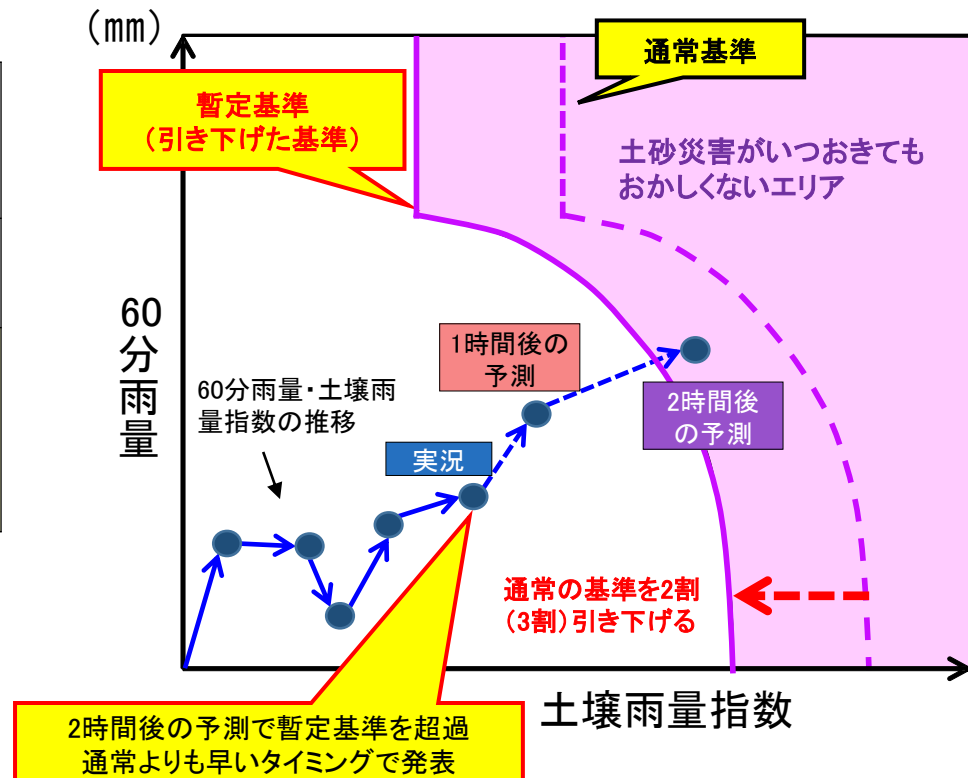 (mm)
通常基準
暫定基準
(引き下げた基準)
土砂災害がいつおきても
おかしくないエリア
60
分
雨
量
1時間後の
予測
60分雨量・土壌雨
量指数の推移
2時間後
の予測
実況
通常の基準を2割
(3割)引き下げる
土壌雨量指数
2時間後の予測で暫定基準を超過
通常よりも早いタイミングで発表